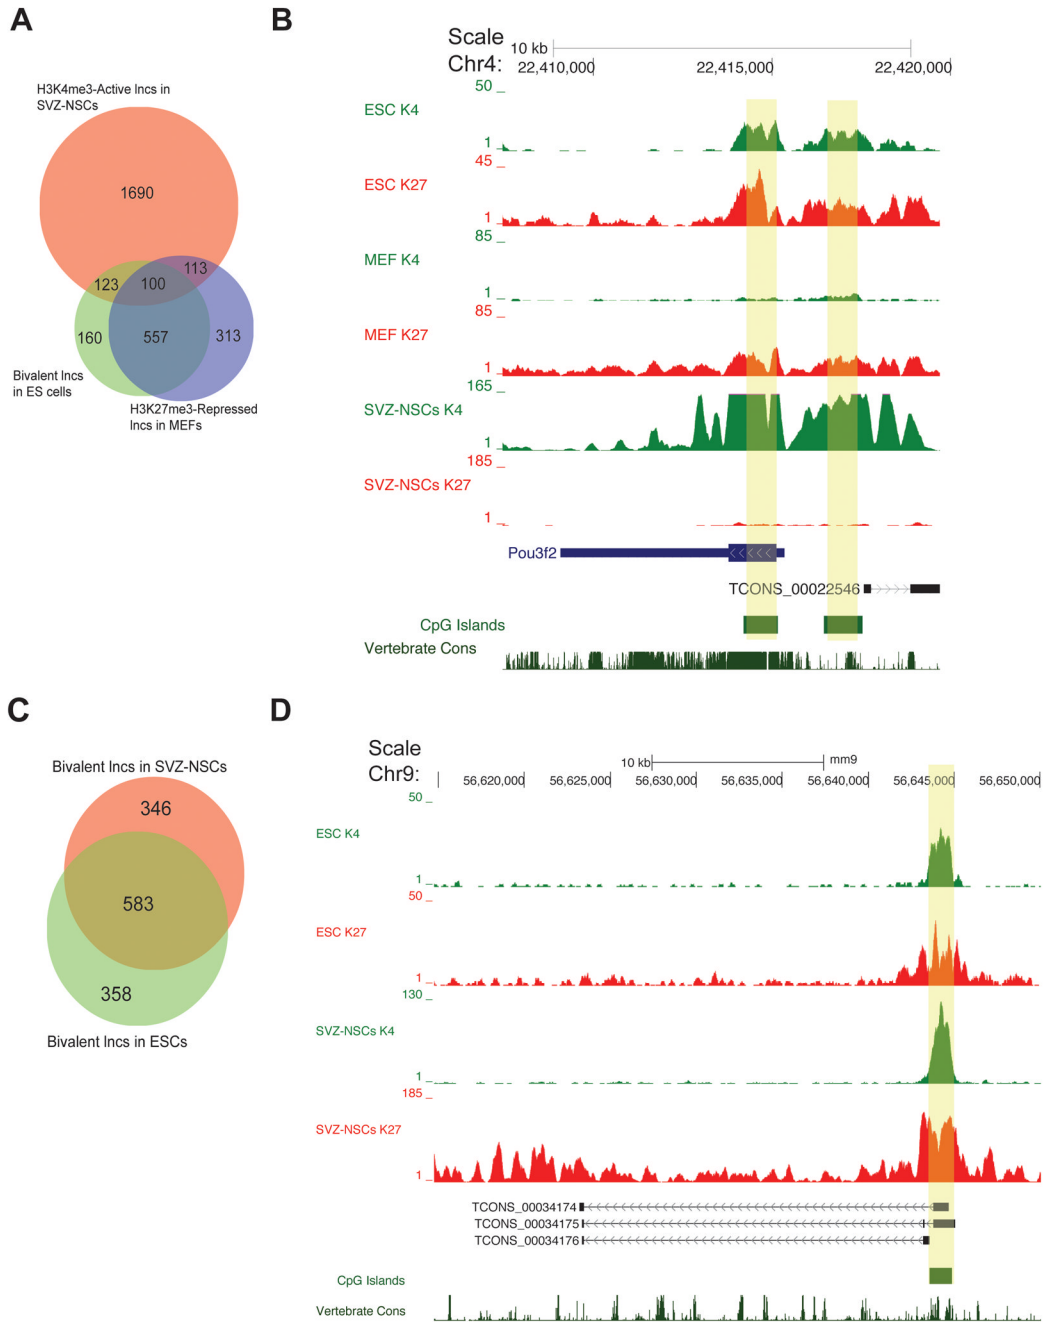 A
H3K4me3-Active lncs in
SVZ-NSCs
1690
113
123
100
160
557
313
Bivalent lncs
in ES cells
H3K27me3-Repressed
lncs in MEFs
B
Scale
10 kb
Chr4:
22,410,000
22,415,000
22,420,000
50
ESC K4
1
45
ESC K27
1
85
MEF K4
1
85
MEF K27
1
165
SVZ-NSCs K4
1
185
SVZ-NSCs K27
1
Pou3f2
TCONS_00022546
CpG Islands
Vertebrate Cons
C
Bivalent lncs in SVZ-NSCs
346
583
358
Bivalent lncs in ESCs
D
Scale
10 kb
mm9
Chr9:
56,620,000
56,625,000
56,630,000
56,635,000
56,640,000
56,645,000
56,650,000
50
ESC K4
1
50
ESC K27
1
130
SVZ-NSCs K4
1
185
SVZ-NSCs K27
1
TCONS_00034174
TCONS_00034175
TCONS_00034176
CpG Islands
Vertebrate Cons